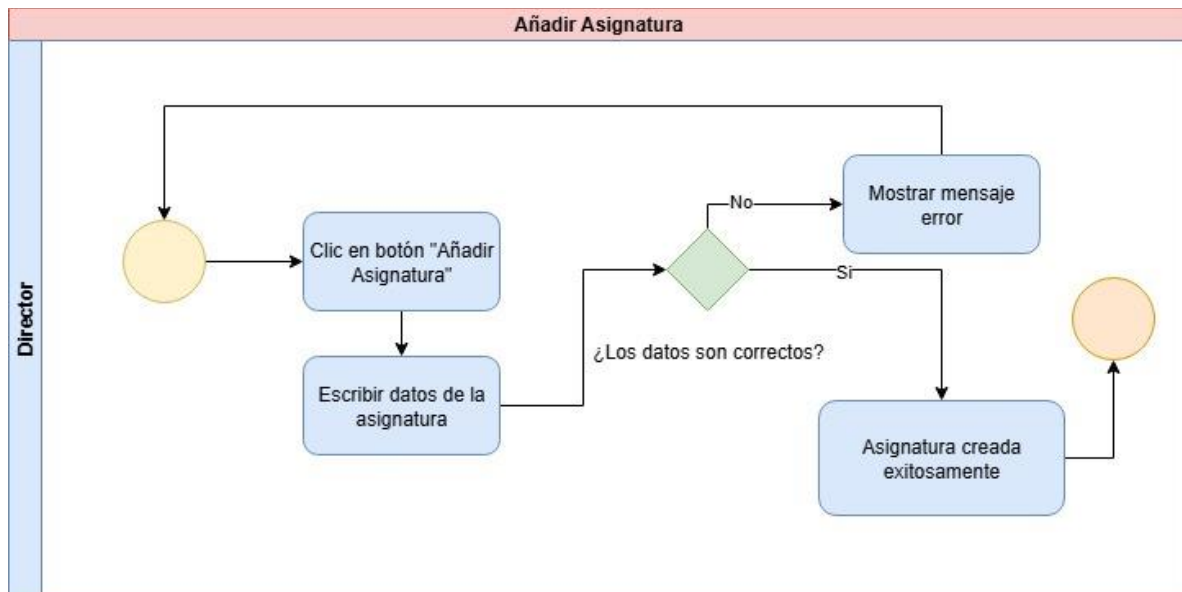 Añadir Asignatura
Director
Clic en botón "Añadir
Asignatura"
Escribir datos de la
asignatura
¿Los datos son correctos?
No
Mostrar mensaje
error
Si
Asignatura creada
exitosamente